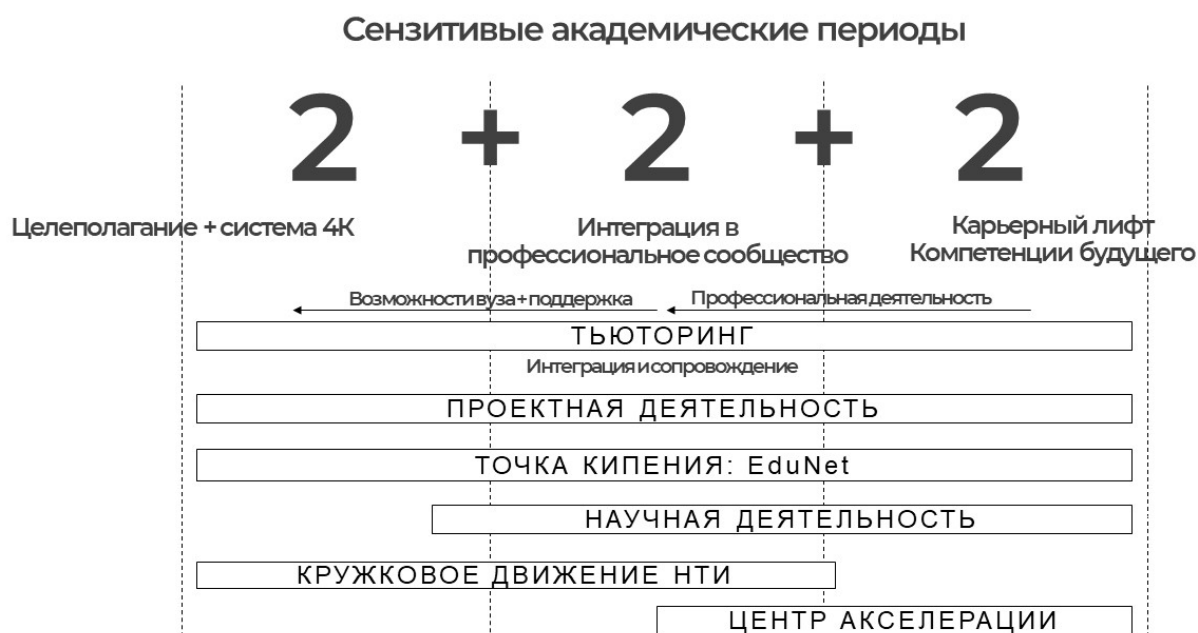 Сензитивые академические периоды
2 + 2 + 2
Целеполагание + система 4К
Интеграция в
профессиональное сообщество
Карьерный лифт
Компетенции будущего
Возможности вуза + поддержка
Профессиональная деятельность
ТЬЮТОРИНГ
Интеграция и сопровождение
ПРОЕКТНАЯ ДЕЯТЕЛЬНОСТЬ
ТОЧКА КИПЕНИЯ: EduNet
НАУЧНАЯ ДЕЯТЕЛЬНОСТЬ
КРУЖКОВОЕ ДВИЖЕНИЕ НТИ
ЦЕНТР АКСЕЛЕРАЦИИ